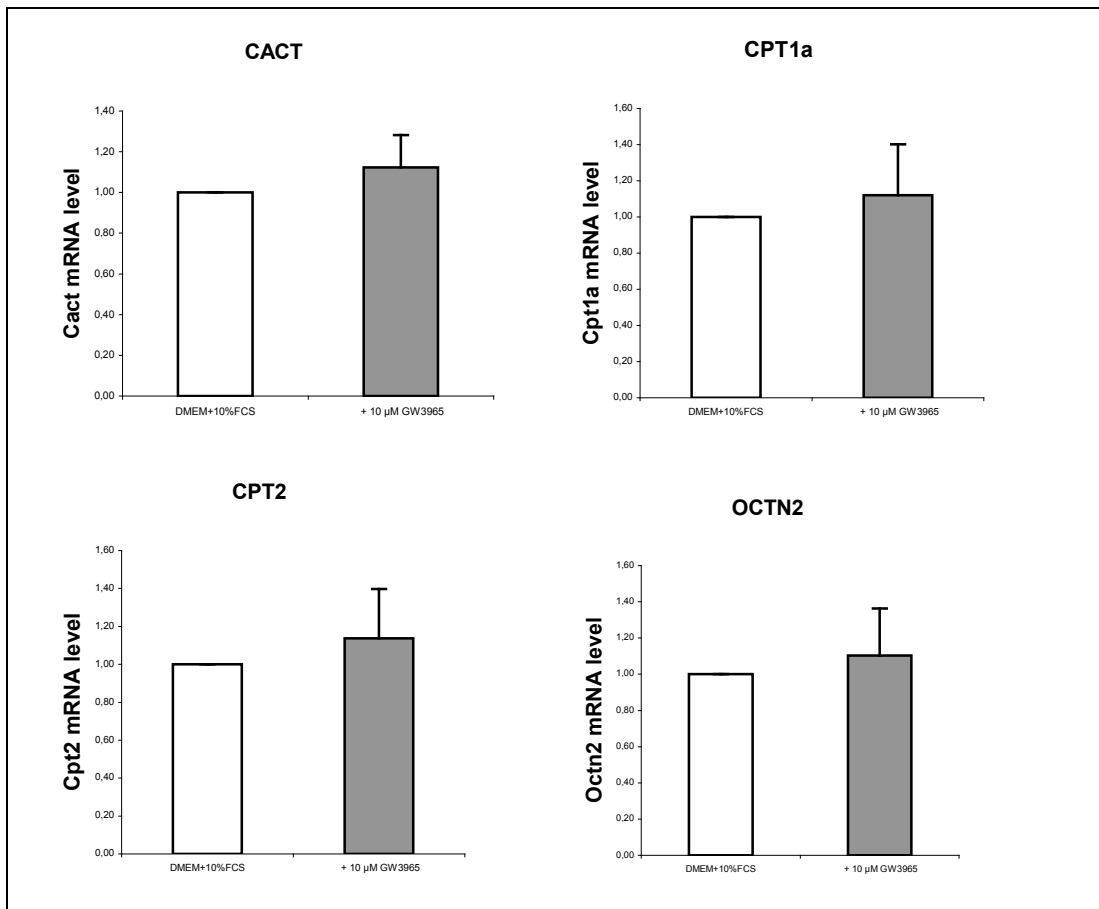 CACT
Cact mRNA level
1,40
1,20
1,00
0,80
0,60
0,40
0,20
0,00
DMEM+10%FCS
+ 10 µM GW3965
CPT1a
Cpt1a mRNA level
1,60
1,40
1,20
1,00
0,80
0,60
0,40
0,20
0,00
DMEM+10%FCS
+ 10 µM GW3965
CPT2
Cpt2 mRNA level
1,60
1,40
1,20
1,00
0,80
0,60
0,40
0,20
0,00
DMEM+10%FCS
+ 10 µM GW3965
OCTN2
Octn2 mRNA level
1,60
1,40
1,20
1,00
0,80
0,60
0,40
0,20
0,00
DMEM+10%FCS
+ 10 µM GW3965